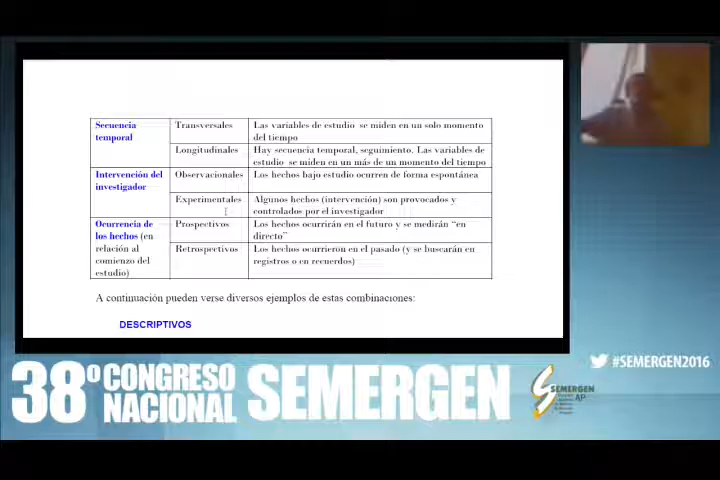 Secuencia temporal
Transversales
Las variables de estudio se miden en un solo momento
del tiempo
Longitudinales
Hay secuencia temporal, seguimiento. Las variables de
estudio se miden en un más de un momento del tiempo
Intervención del
investigador
Observacionales
Los hechos bajo estudio ocurren de forma espontánea
Experimentales
Algunos hechos (intervención) son provocados y
controlados por el investigador
Ocurrencia de
los hechos (en
relación al
comienzo del
estudio)
Prospectivos
Los hechos ocurrirán en el futuro y se medirán “en
directo”
Retrospectivos
Los hechos ocurrieron en el pasado (y se buscarán en
registros o en recuerdos)
A continuación pueden verse diversos ejemplos de estas combinaciones:
DESCRIPTIVOS
#SEMERGEN2016
38º CONGRESO
NACIONAL
SEMERGEN
SEMERGEN
AP